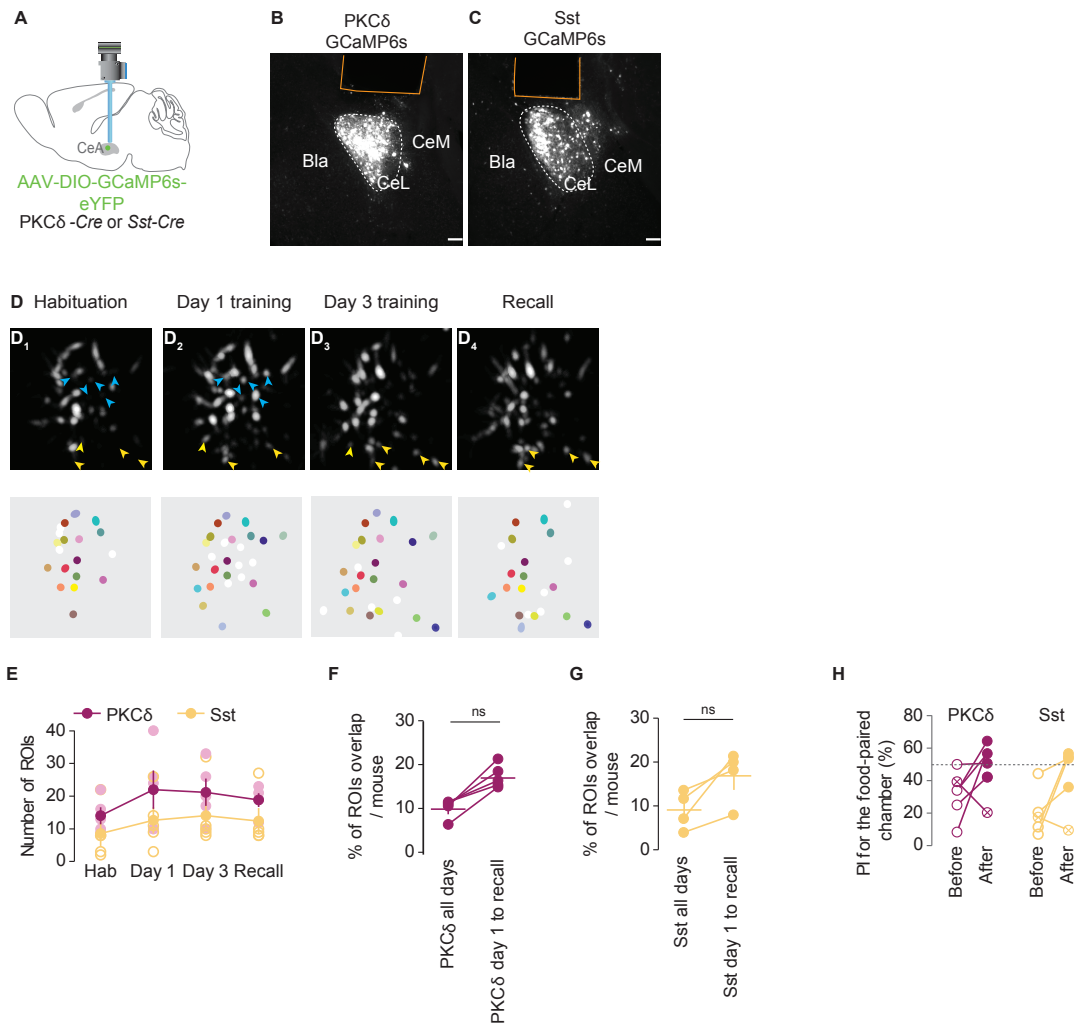 A
CeA
AAV-DIO-GCaMP6s-
eYFP
PKCδ -Cre or Sst-Cre
B
PKCδ
GCaMP6s
Bla
CeM
CeL
C
Sst
GCaMP6s
Bla
CeM
CeL
D Habituation
Day 1 training
Day 3 training
Recall
D1
D2
D3
D4
E
PKCδ
Sst
Number of ROIs
40
30
20
10
0
Hab
Day 1
Day 3
Recall
F
ns
% of ROIs overlap
/ mouse
30
20
10
0
PKCδ all days
PKCδ day 1 to recall
G
ns
% of ROIs overlap
/ mouse
30
20
10
0
Sst all days
Sst day 1 to recall
H
PKCδ
Sst
PI for the food-paired
chamber (%)
80
60
40
20
0
Before
After
Before
After